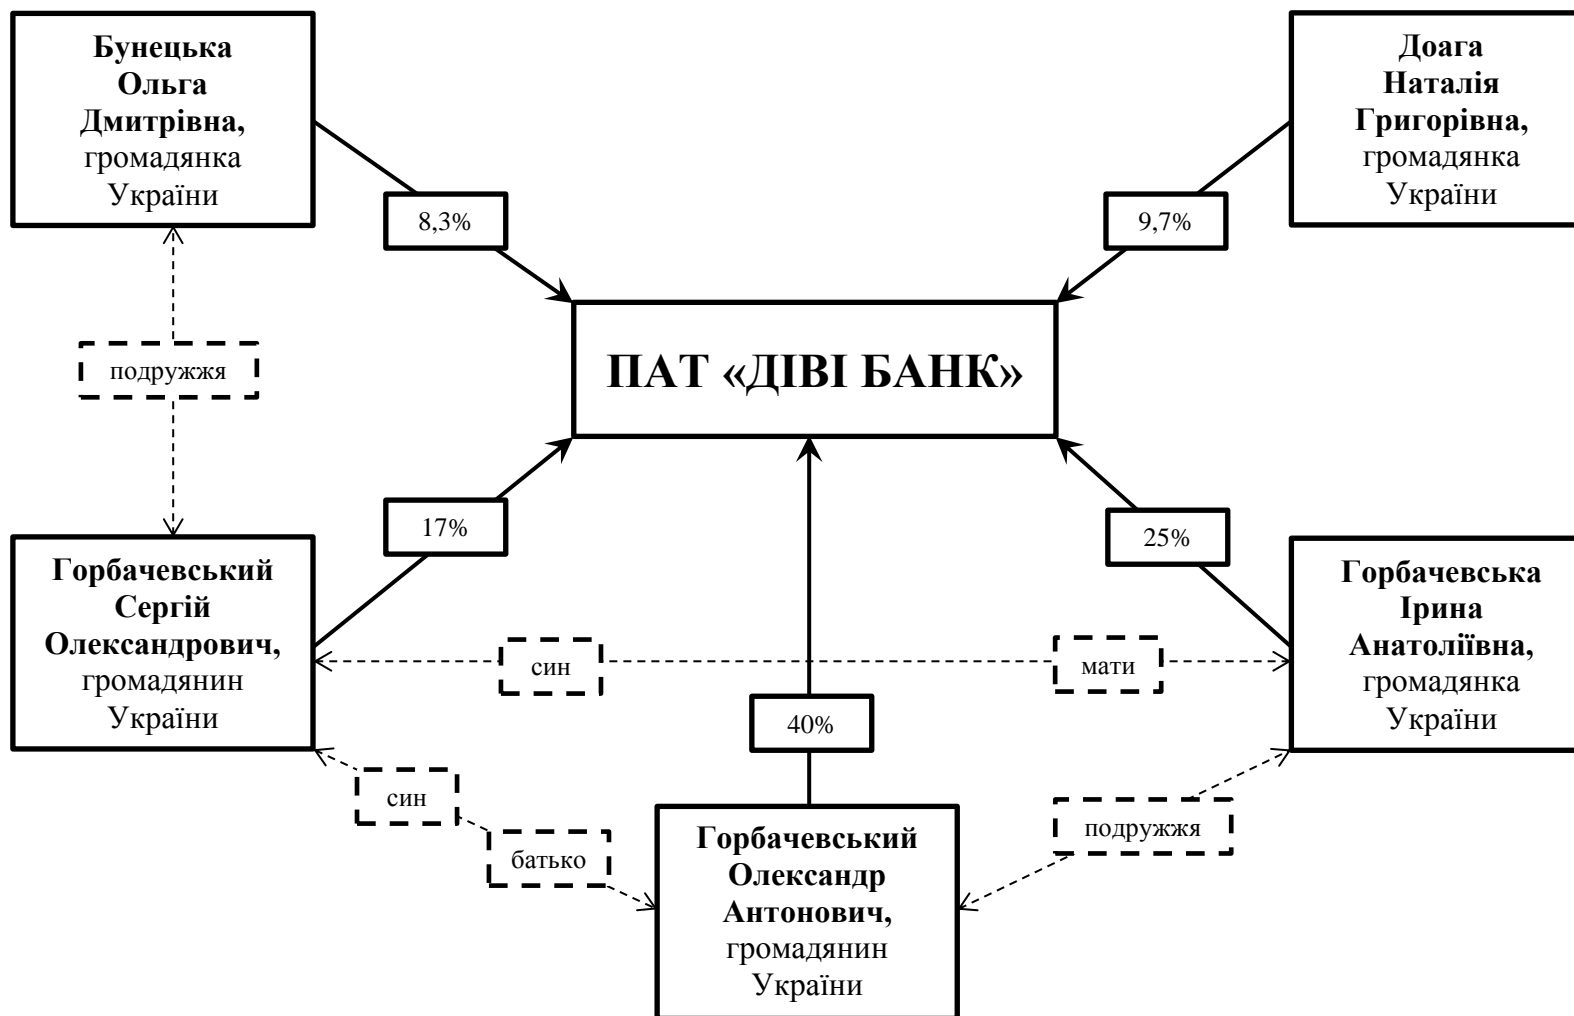 Бунецька
Ольга
Дмитрівна,
громадянка
України
Доага
Наталія
Григорівна,
громадянка
України
8,3%
9,7%
ПАТ «ДІВІ БАНК»
подружжя
17%
25%
Горбачевський
Сергій
Олександрович,
громадянин
України
Горбачевська
Ірина
Анатоліївна,
громадянка
України
син
мати
40%
син
батько
подружжя
Горбачевський
Олександр
Антонович,
громадянин
України